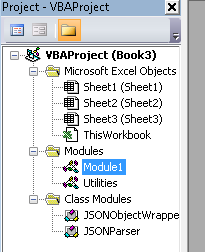 Project - VBAProject
VBAProject (Book3)
Microsoft Excel Objects
Sheet1 (Sheet1)
Sheet2 (Sheet2)
Sheet3 (Sheet3)
ThisWorkbook
Modules
Module1
Utilities
Class Modules
JSONObjectWrappe
JSONParser